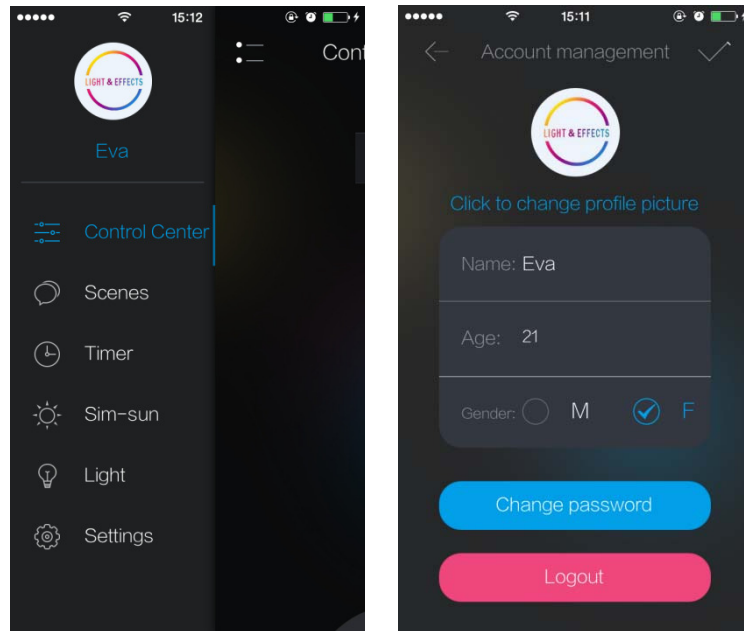 15:12
LIGHT & EFFECTS
Eva
Control Center
Scenes
Timer
Sim-sun
Light
Settings
Cont
15:11
Account management
LIGHT & EFFECTS
Click to change profile picture
Name: Eva
Age: 21
Gender: M F
Change password
Logout